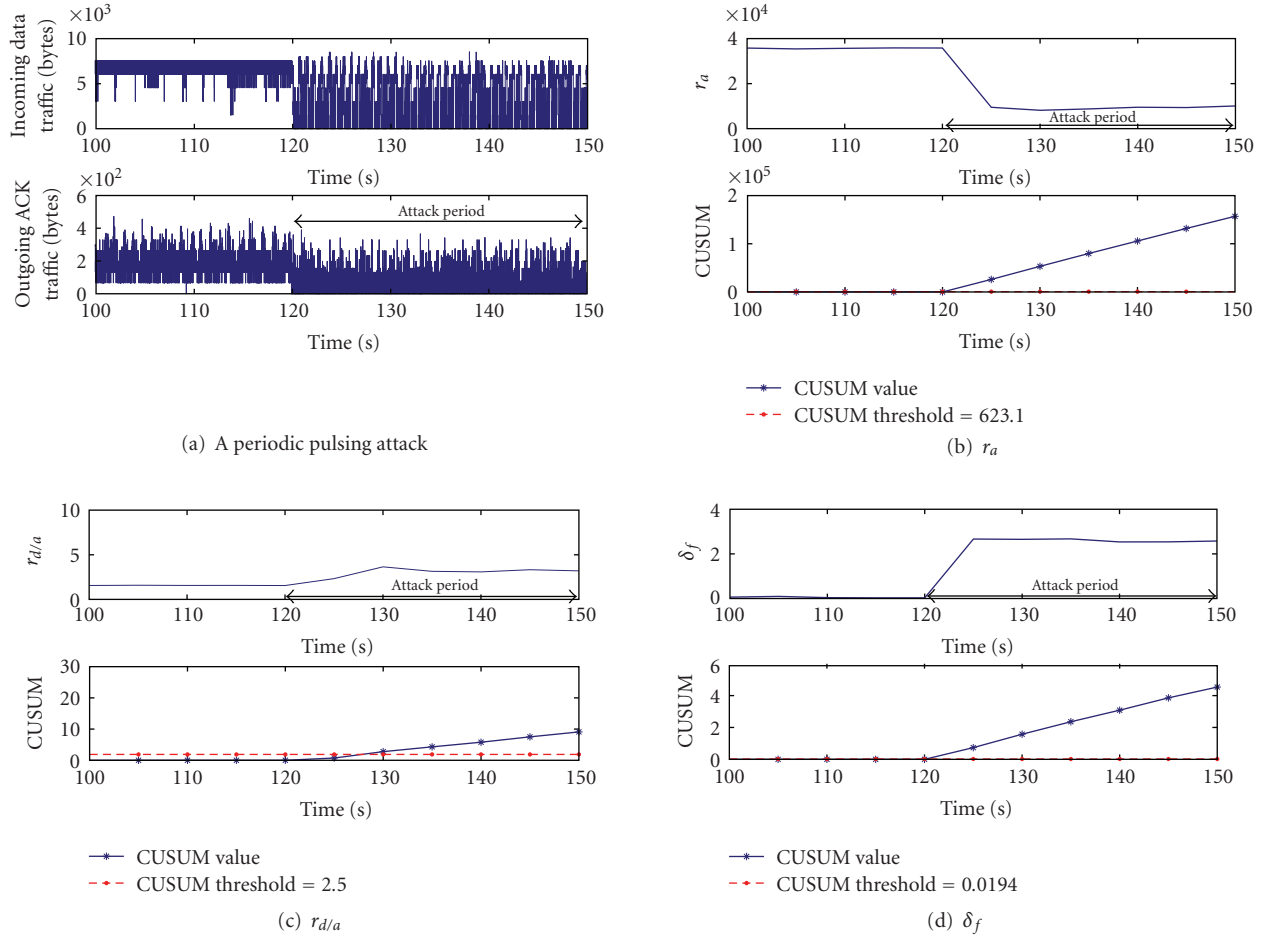 ×10³
Incoming data
traffic (bytes)
10
5
0
100 110 120 130 140 150
Time (s)
×10²
Outgoing ACK
traffic (bytes)
6
4
2
0
Attack period
100 110 120 130 140 150
Time (s)
(a) A periodic pulsing attack
×10⁴
rₐ
4
2
0
Attack period
100 110 120 130 140 150
Time (s)
×10⁵
CUSUM
2
1
0
100 110 120 130 140 150
Time (s)
CUSUM value
CUSUM threshold = 623.1
(b) rₐ
r_{d/a}
10
5
0
Attack period
100 110 120 130 140 150
Time (s)
CUSUM
30
20
10
0
100 110 120 130 140 150
Time (s)
CUSUM value
CUSUM threshold = 2.5
(c) r_{d/a}
δ_f
4
2
0
Attack period
100 110 120 130 140 150
Time (s)
CUSUM
6
4
2
0
100 110 120 130 140 150
Time (s)
CUSUM value
CUSUM threshold = 0.0194
(d) δ_f